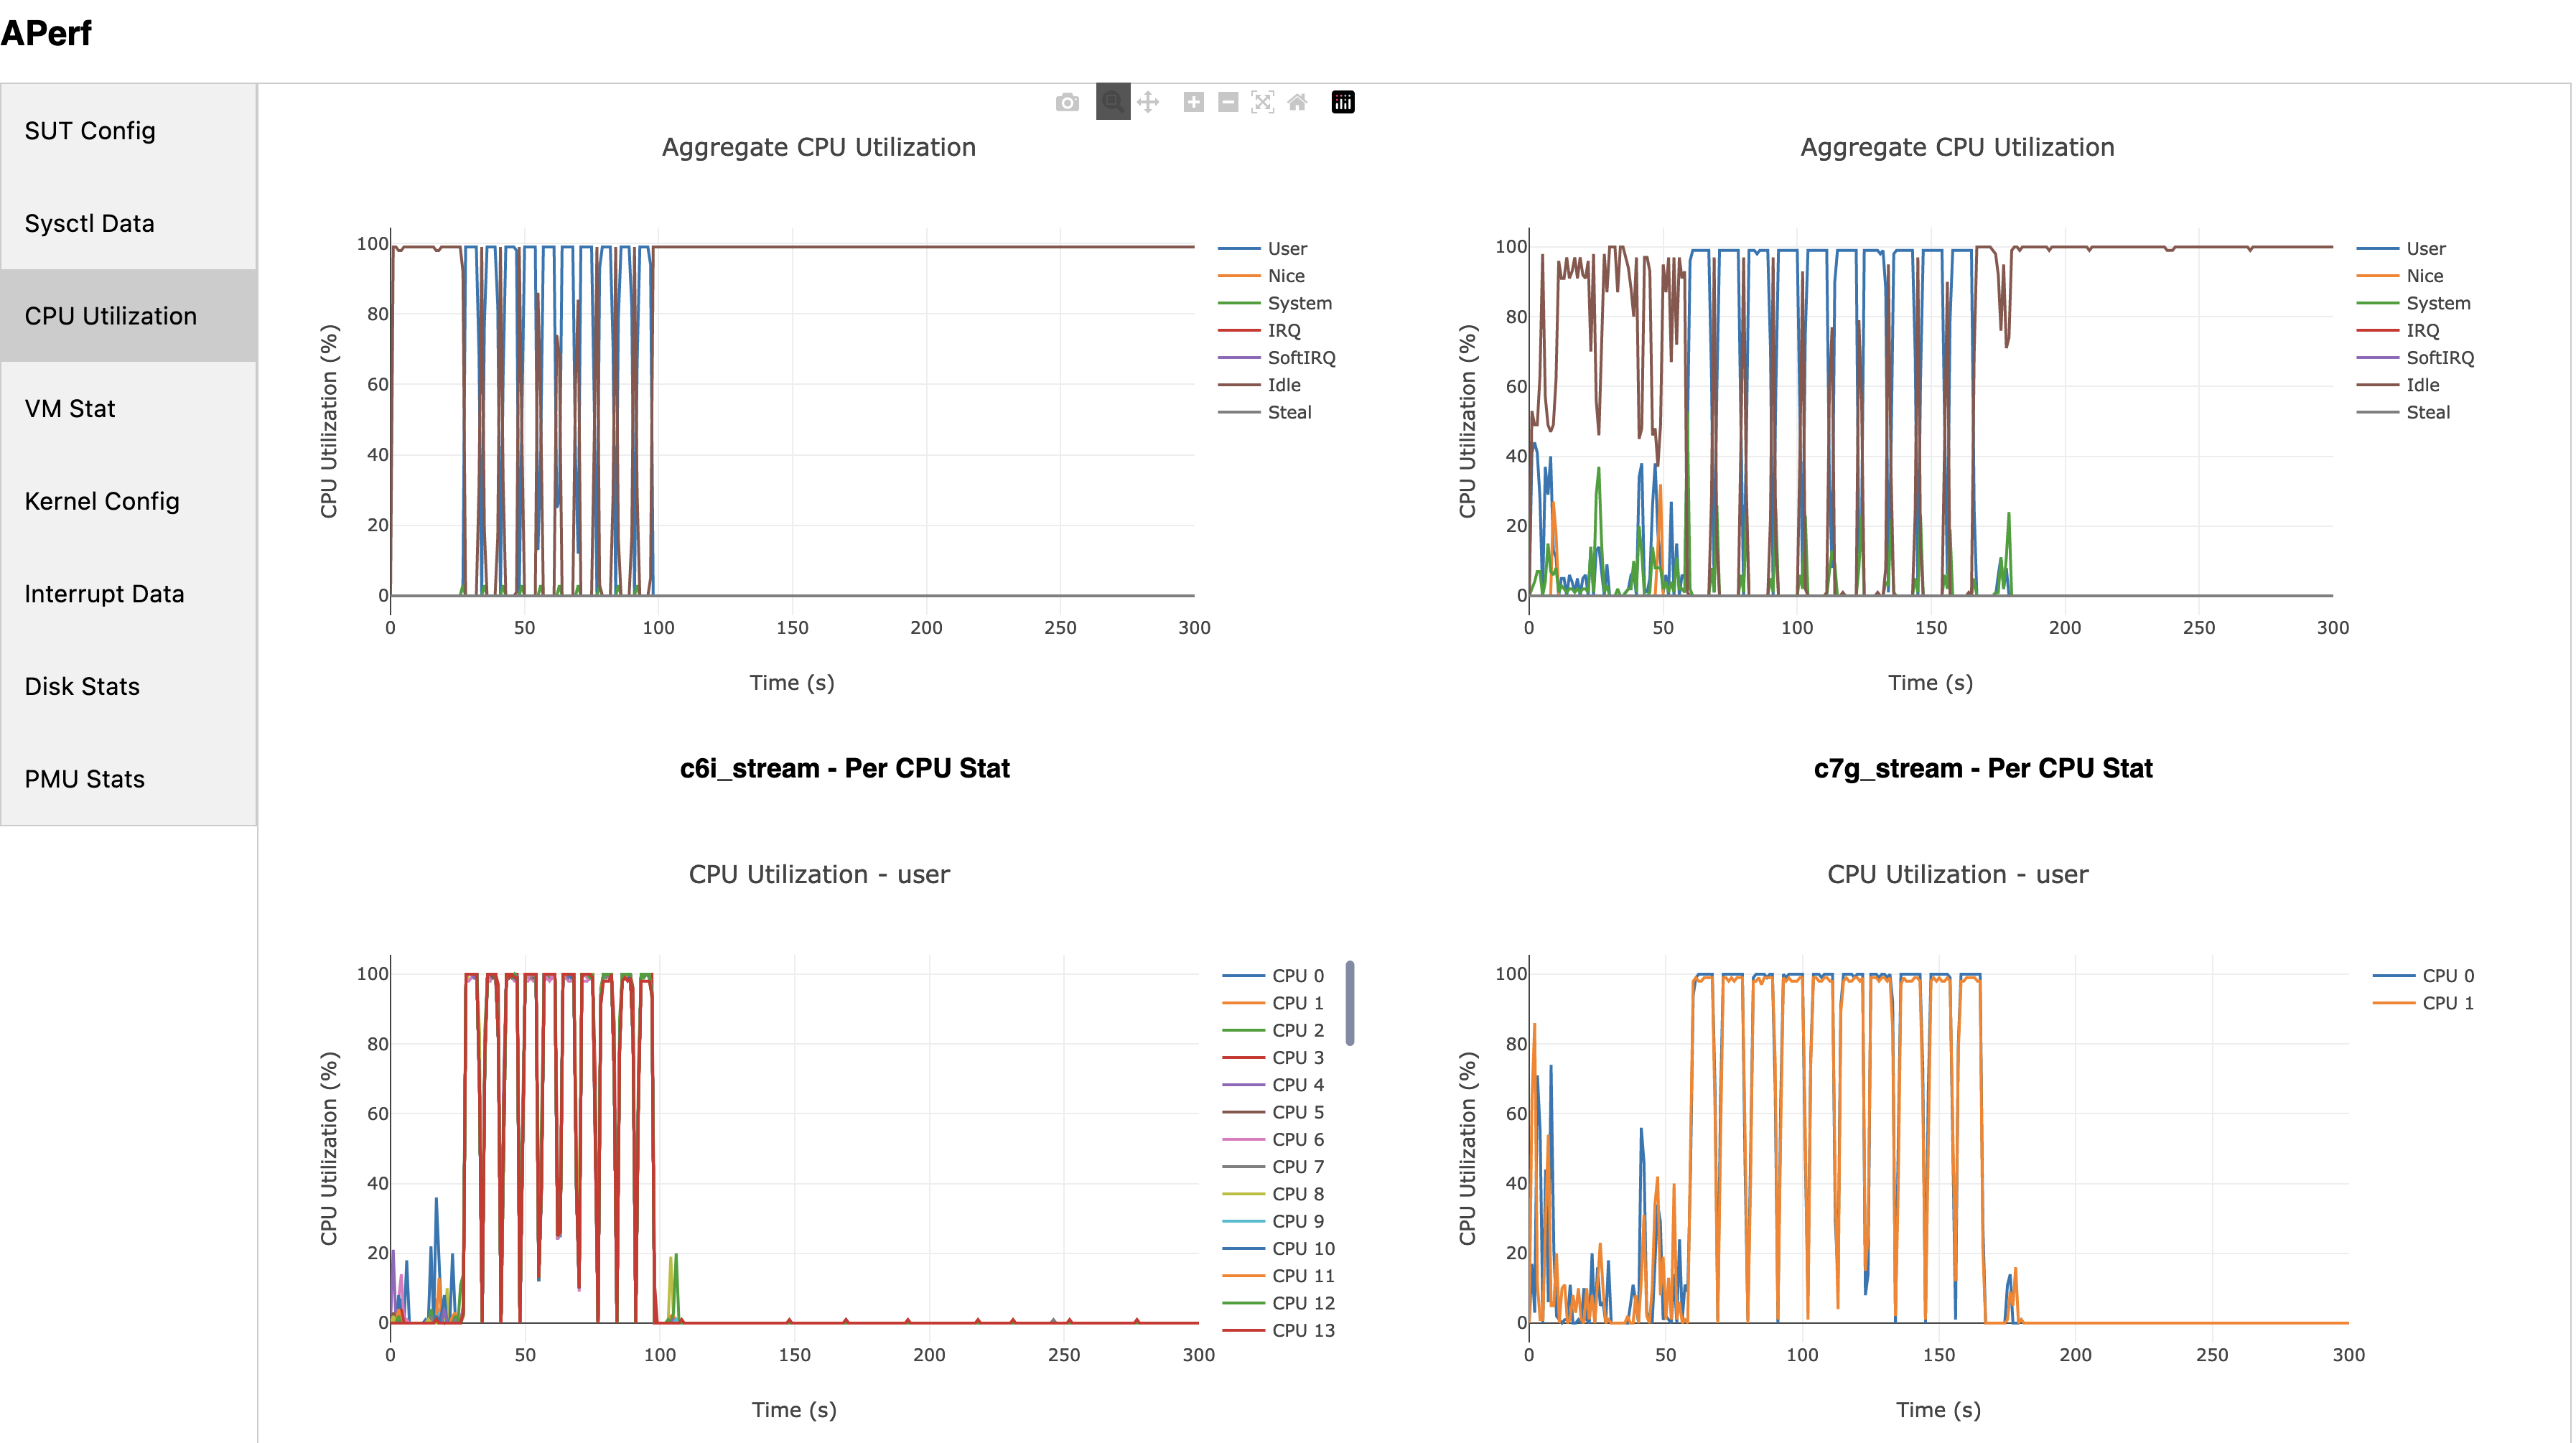 APerf
SUT Config
Sysctl Data
CPU Utilization
VM Stat
Kernel Config
Interrupt Data
Disk Stats
PMU Stats
Aggregate CPU Utilization
CPU Utilization (%)
100
80
60
40
20
0
0 50 100 150 200 250 300
Time (s)
User
Nice
System
IRQ
SoftIRQ
Idle
Steal
Aggregate CPU Utilization
CPU Utilization (%)
100
80
60
40
20
0
0 50 100 150 200 250 300
Time (s)
User
Nice
System
IRQ
SoftIRQ
Idle
Steal
c6i_stream - Per CPU Stat
c7g_stream - Per CPU Stat
CPU Utilization - user
CPU Utilization (%)
100
80
60
40
20
0
0 50 100 150 200 250 300
Time (s)
CPU 0
CPU 1
CPU 2
CPU 3
CPU 4
CPU 5
CPU 6
CPU 7
CPU 8
CPU 9
CPU 10
CPU 11
CPU 12
CPU 13
CPU Utilization - user
CPU Utilization (%)
100
80
60
40
20
0
0 50 100 150 200 250 300
Time (s)
CPU 0
CPU 1